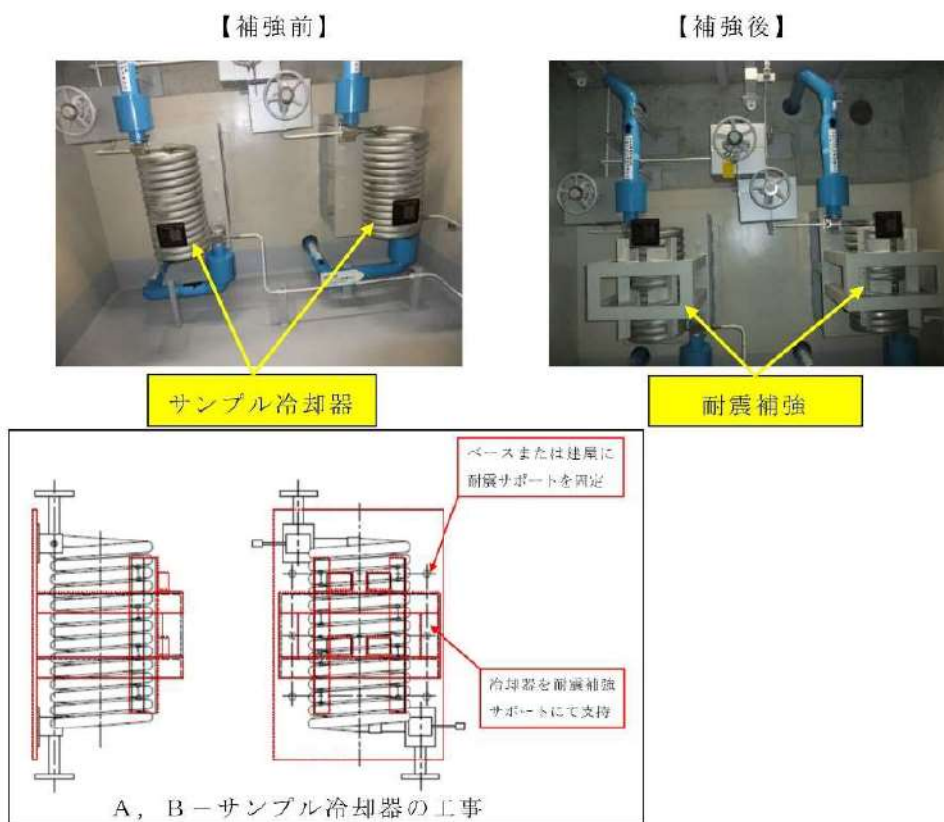 【補強前】
【補強後】
サンプル冷却器
耐震補強
ベースまたは建屋に
耐震サポートを固定
冷却器を耐震補強
サポートにて支持
A，B－サンプル冷却器の工事